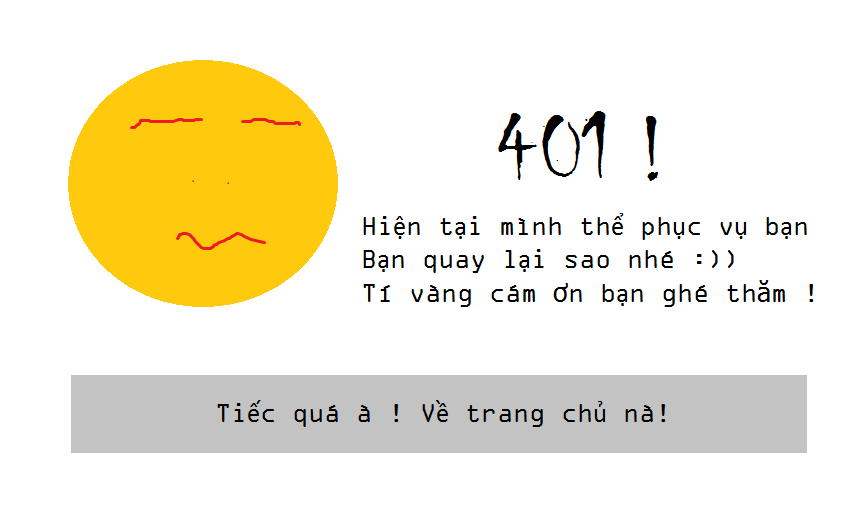 401 !
Hiện tại mình thể phục vụ bạn
Bạn quay lại sao nhé :))
Tí vàng cám ơn bạn ghé thăm !
Tiếc quá à ! Về trang chủ nà!